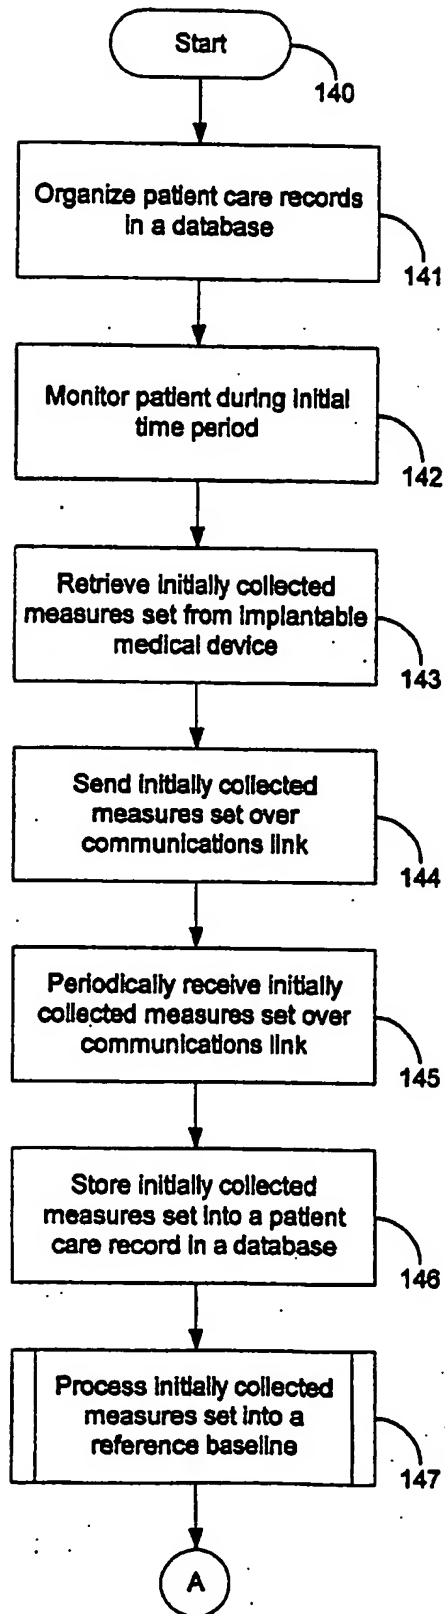 Start
140
Organize patient care records
in a database
141
Monitor patient during initial
time period
142
Retrieve initially collected
measures set from implantable
medical device
143
Send initially collected
measures set over
communications link
144
Periodically receive initially
collected measures set over
communications link
145
Store initially collected
measures set into a patient
care record in a database
146
Process initially collected
measures set into a
reference baseline
147
A